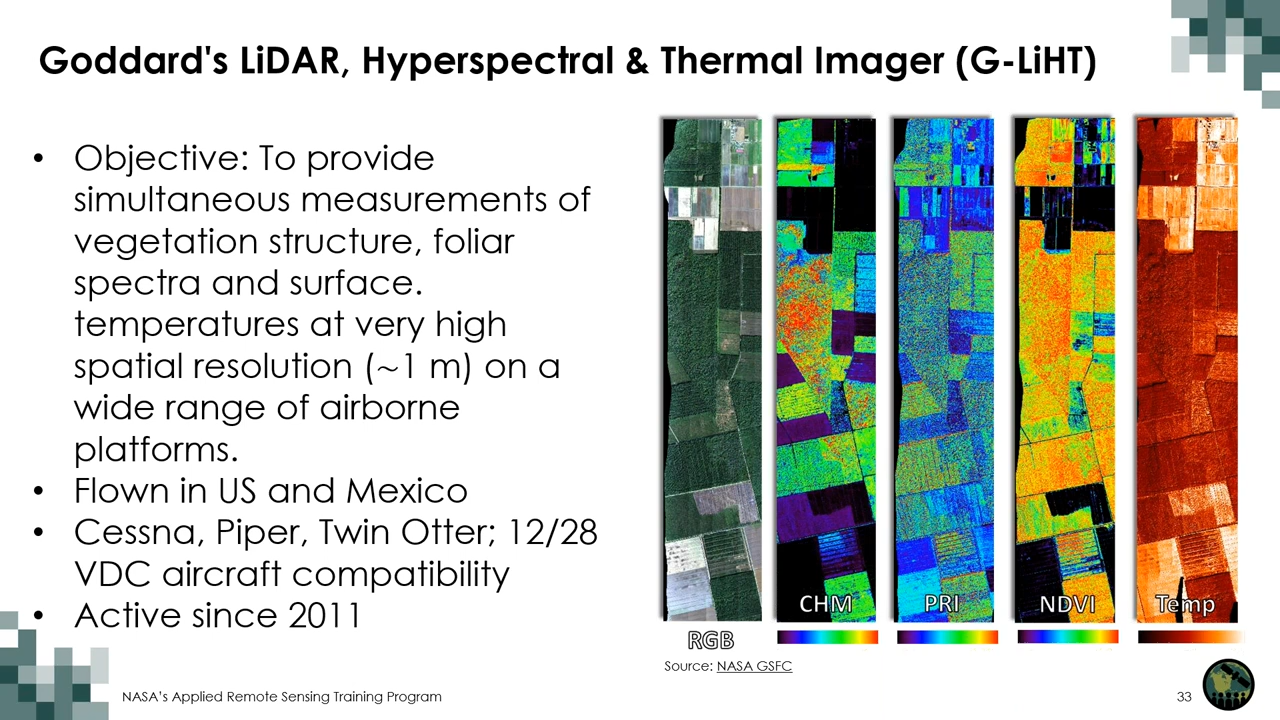 Goddard's LiDAR, Hyperspectral & Thermal Imager (G-LiHT)
• Objective: To provide
simultaneous measurements of
vegetation structure, foliar
spectra and surface.
temperatures at very high
spatial resolution (~1 m) on a
wide range of airborne
platforms.
• Flown in US and Mexico
• Cessna, Piper, Twin Otter; 12/28
VDC aircraft compatibility
• Active since 2011
CHM
PRI
NDVI
Temp
RGB
Source: NASA GSFC
NASA's Applied Remote Sensing Training Program
33